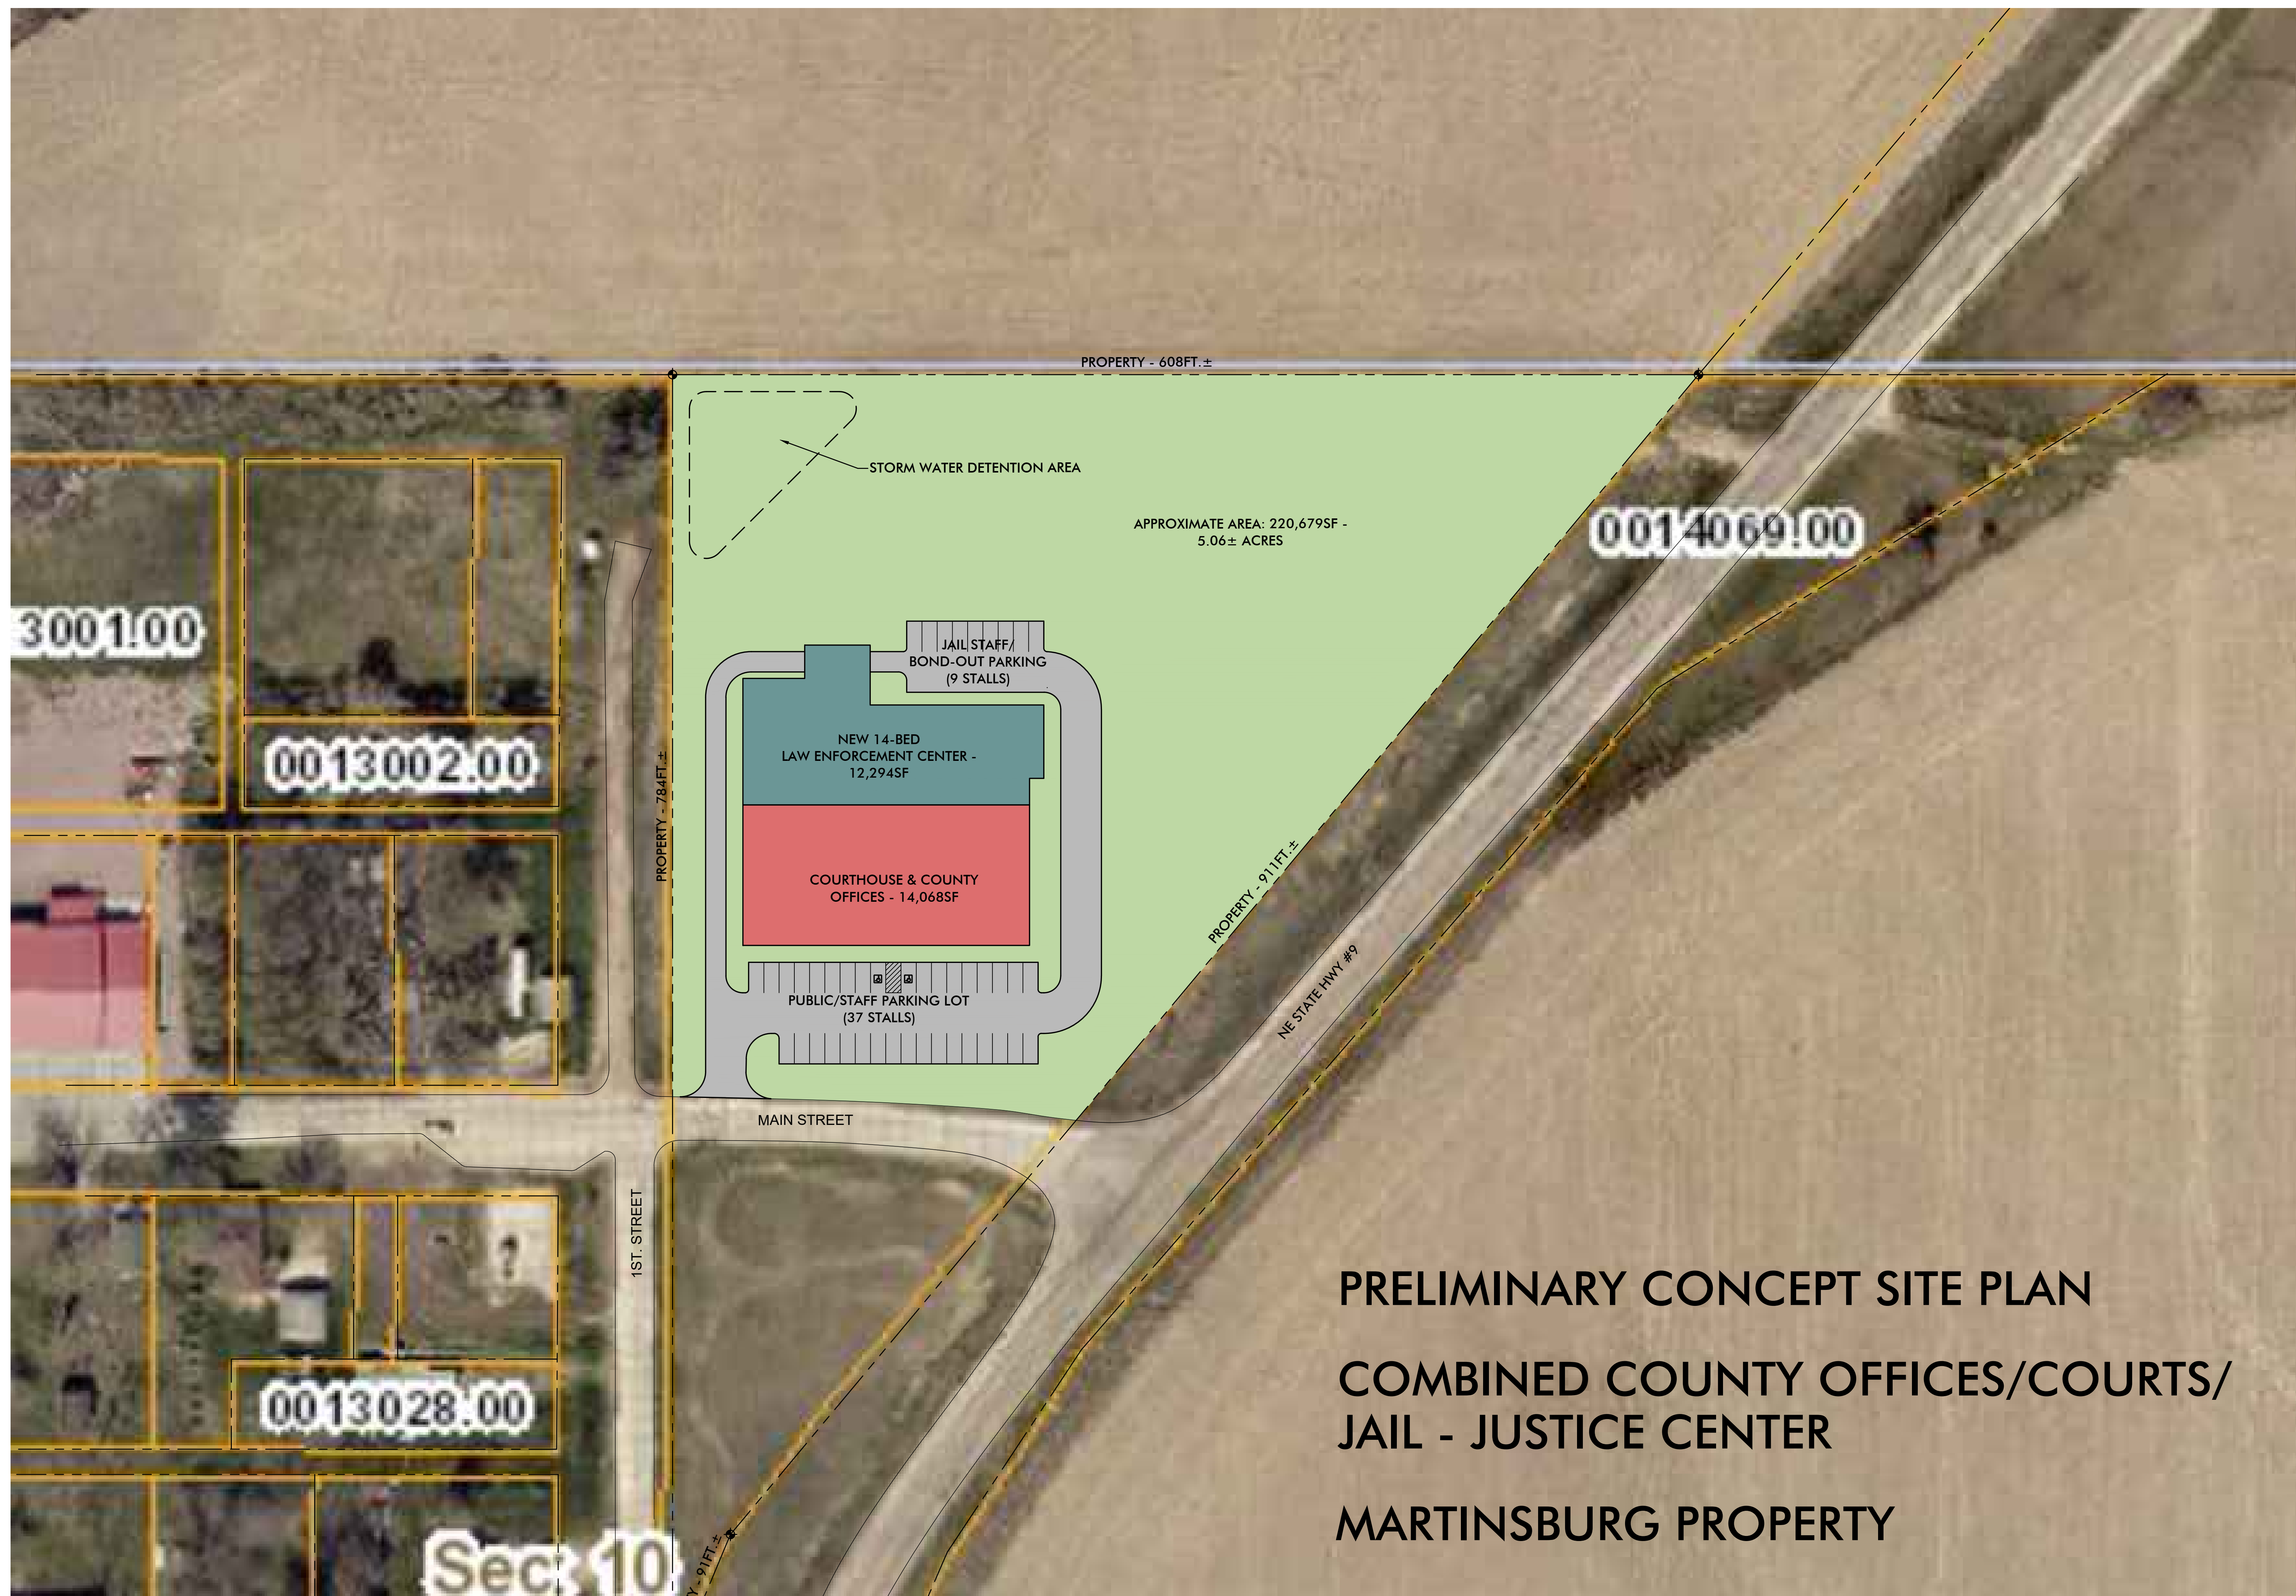 PROPERTY - 608FT.±
STORM WATER DETENTION AREA
APPROXIMATE AREA: 220,679SF -
5.06± ACRES
0014069.00
3001.00
JAIL STAFF/
BOND-OUT PARKING
(9 STALLS)
0013002.00
PROPERTY - 784FT.±
NEW 14-BED
LAW ENFORCEMENT CENTER -
12,294SF
COURTHOUSE & COUNTY
OFFICES - 14,068SF
PROPERTY - 911FT.±
NE STATE HWY #9
PUBLIC/STAFF PARKING LOT
(37 STALLS)
MAIN STREET
1ST. STREET
0013028.00
Sec: 10
Y - 91FT.±
PRELIMINARY CONCEPT SITE PLAN
COMBINED COUNTY OFFICES/COURTS/
JAIL - JUSTICE CENTER
MARTINSBURG PROPERTY